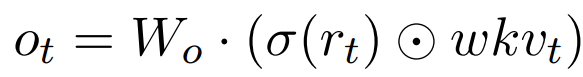 o_t = W_o · (σ(r_t) ⊙ wkv_t)